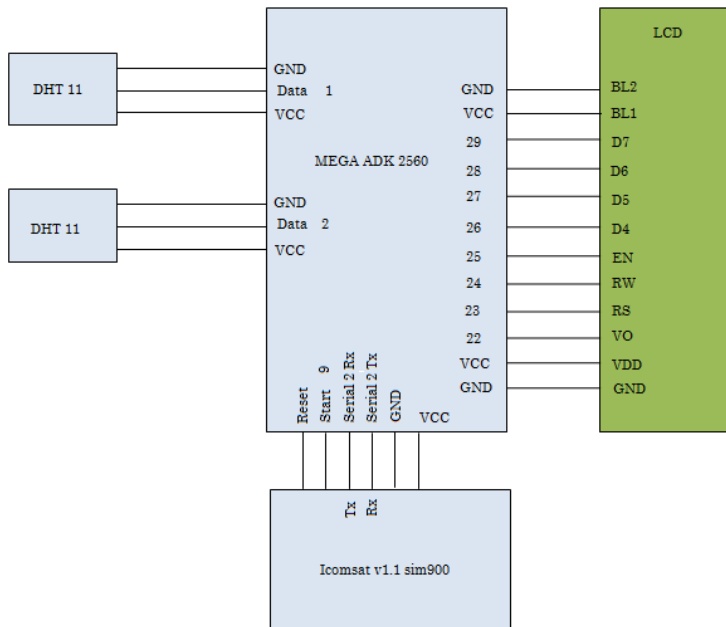 LCD
DHT 11
GND
Data 1
VCC
MEGA ADK 2560
GND
VCC
29
28
27
26
25
24
23
22
VCC
GND
BL2
BL1
D7
D6
D5
D4
EN
RW
RS
VO
VDD
GND
DHT 11
GND
Data 2
VCC
Reset
Start 9
Serial 2 Rx
Serial 2 Tx
GND
VCC
Tx
Rx
Icomsat v1.1 sim900